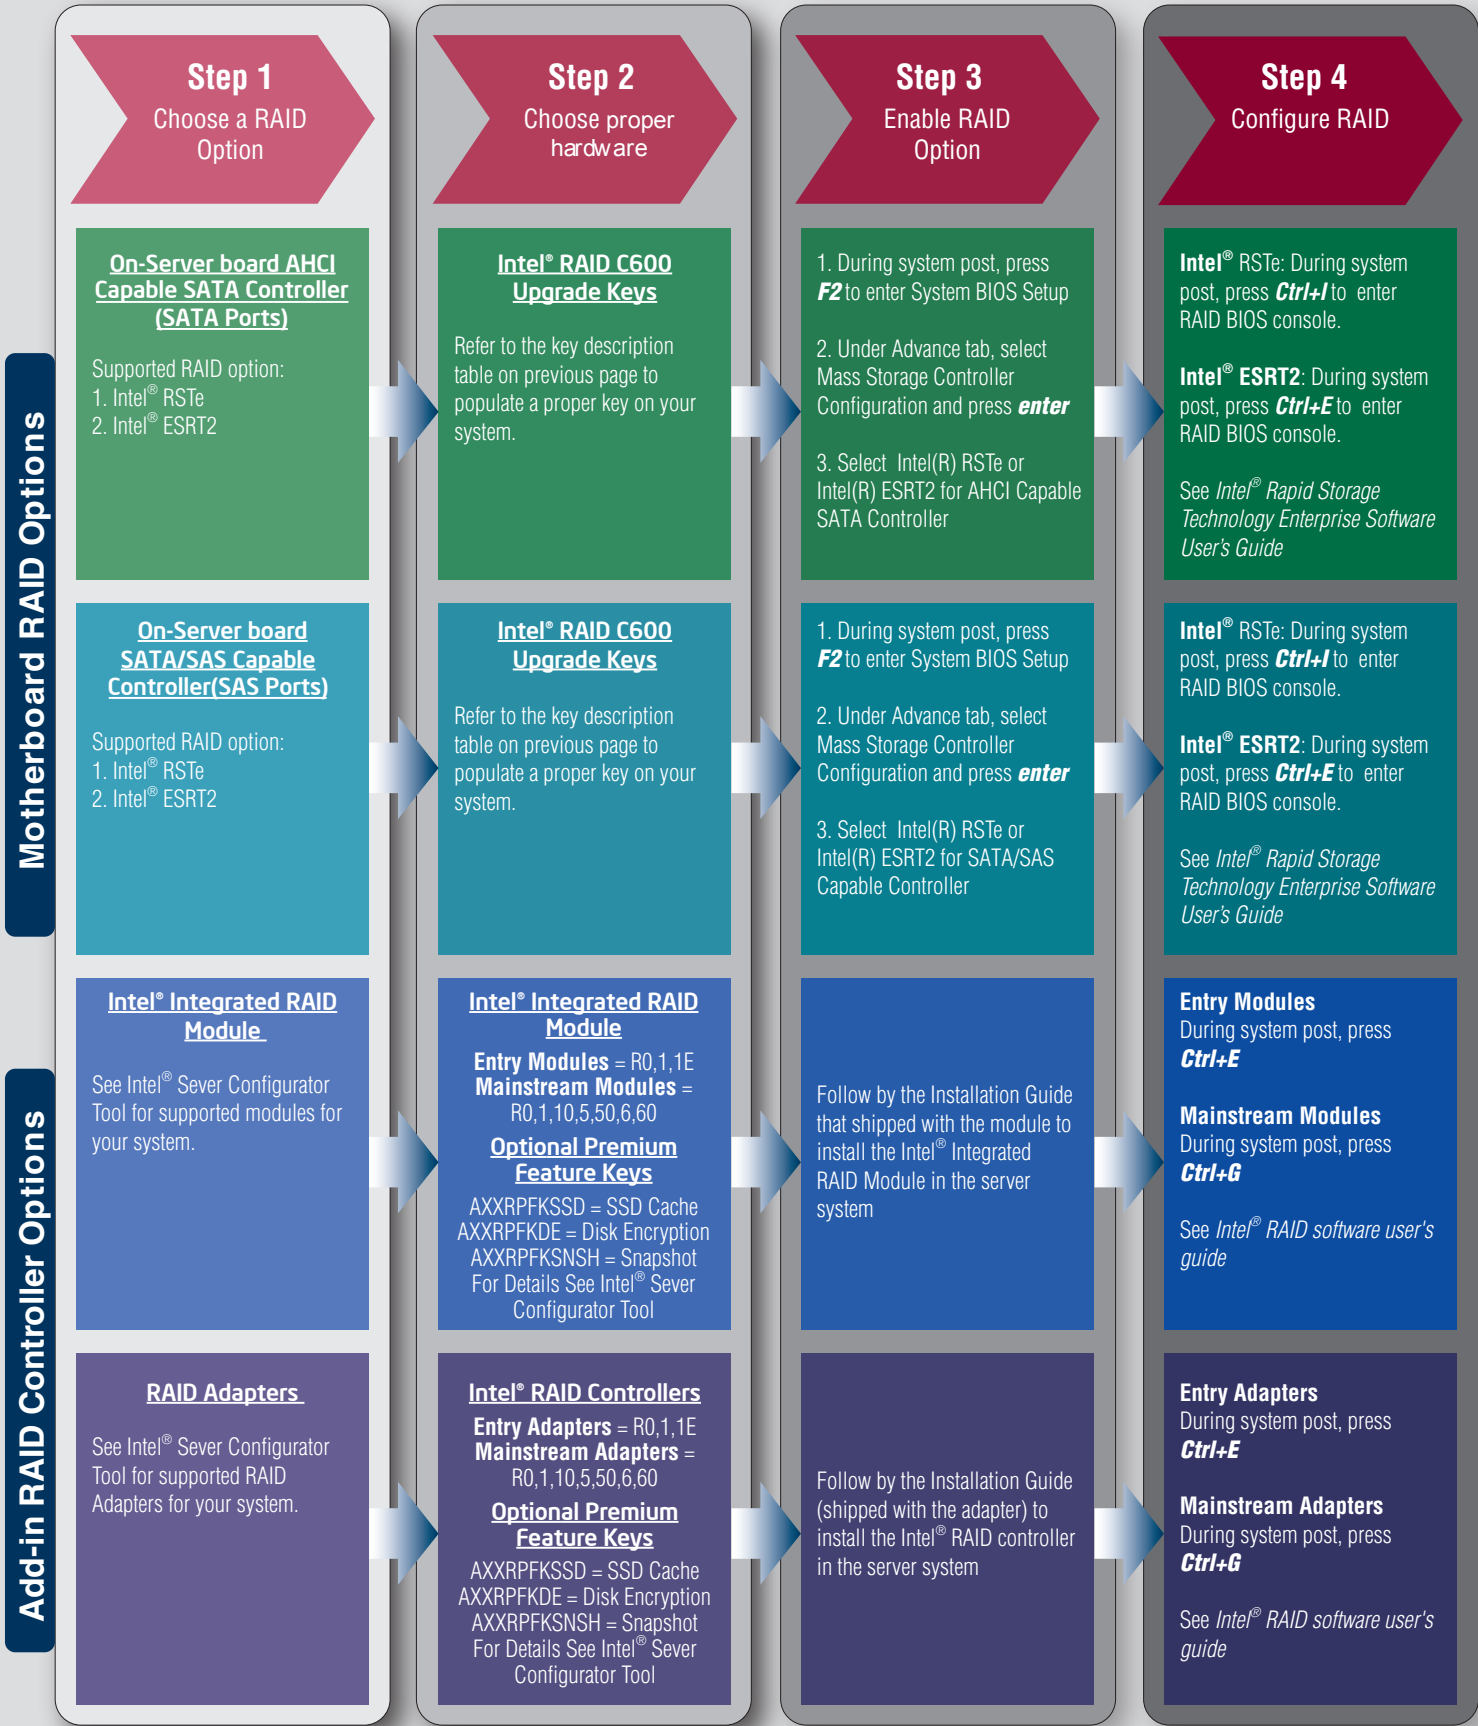 Step 1
Choose a RAID
Option
Step 2
Choose proper
hardware
Step 3
Enable RAID
Option
Step 4
Configure RAID
Motherboard RAID Options
On-Server board AHCI
Capable SATA Controller
(SATA Ports)
Supported RAID option:
1. Intel® RSTe
2. Intel® ESRT2
Intel® RAID C600
Upgrade Keys
Refer to the key description
table on previous page to
populate a proper key on your
system.
1. During system post, press
F2 to enter System BIOS Setup
2. Under Advance tab, select
Mass Storage Controller
Configuration and press enter
3. Select Intel(R) RSTe or
Intel(R) ESRT2 for AHCI Capable
SATA Controller
Intel® RSTe: During system
post, press Ctrl+I to enter
RAID BIOS console.
Intel® ESRT2: During system
post, press Ctrl+E to enter
RAID BIOS console.
See Intel® Rapid Storage
Technology Enterprise Software
User's Guide
On-Server board
SATA/SAS Capable
Controller(SAS Ports)
Supported RAID option:
1. Intel® RSTe
2. Intel® ESRT2
Intel® RAID C600
Upgrade Keys
Refer to the key description
table on previous page to
populate a proper key on your
system.
1. During system post, press
F2 to enter System BIOS Setup
2. Under Advance tab, select
Mass Storage Controller
Configuration and press enter
3. Select Intel(R) RSTe or
Intel(R) ESRT2 for SATA/SAS
Capable Controller
Intel® RSTe: During system
post, press Ctrl+I to enter
RAID BIOS console.
Intel® ESRT2: During system
post, press Ctrl+E to enter
RAID BIOS console.
See Intel® Rapid Storage
Technology Enterprise Software
User's Guide
Add-in RAID Controller Options
Intel® Integrated RAID
Module
See Intel® Sever Configurator
Tool for supported modules for
your system.
Intel® Integrated RAID
Module
Entry Modules = R0,1,1E
Mainstream Modules =
R0,1,10,5,50,6,60
Optional Premium
Feature Keys
AXXRPFKSSD = SSD Cache
AXXRPFKDE = Disk Encryption
AXXRPFKSNSH = Snapshot
For Details See Intel® Sever
Configurator Tool
Follow by the Installation Guide
that shipped with the module to
install the Intel® Integrated
RAID Module in the server
system
Entry Modules
During system post, press
Ctrl+E
Mainstream Modules
During system post, press
Ctrl+G
See Intel® RAID software user's
guide
RAID Adapters
See Intel® Sever Configurator
Tool for supported RAID
Adapters for your system.
Intel® RAID Controllers
Entry Adapters = R0,1,1E
Mainstream Adapters =
R0,1,10,5,50,6,60
Optional Premium
Feature Keys
AXXRPFKSSD = SSD Cache
AXXRPFKDE = Disk Encryption
AXXRPFKSNSH = Snapshot
For Details See Intel® Sever
Configurator Tool
Follow by the Installation Guide
(shipped with the adapter) to
install the Intel® RAID controller
in the server system
Entry Adapters
During system post, press
Ctrl+E
Mainstream Adapters
During system post, press
Ctrl+G
See Intel® RAID software user's
guide